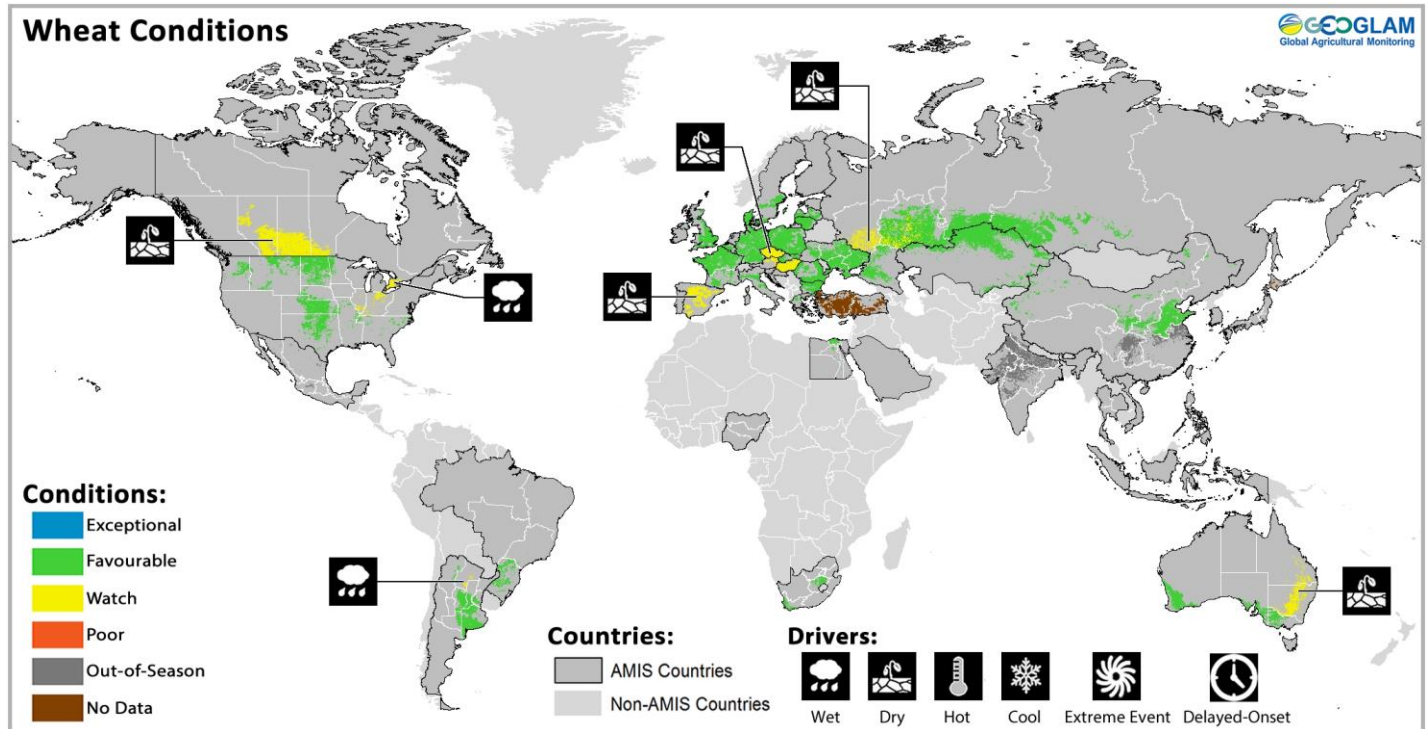 Wheat Conditions
GEOGLAM
Global Agricultural Monitoring
Conditions:
Exceptional
Favourable
Watch
Poor
Out-of-Season
No Data
Countries:
AMIS Countries
Non-AMIS Countries
Drivers:
Wet
Dry
Hot
Cool
Extreme Event
Delayed-Onset